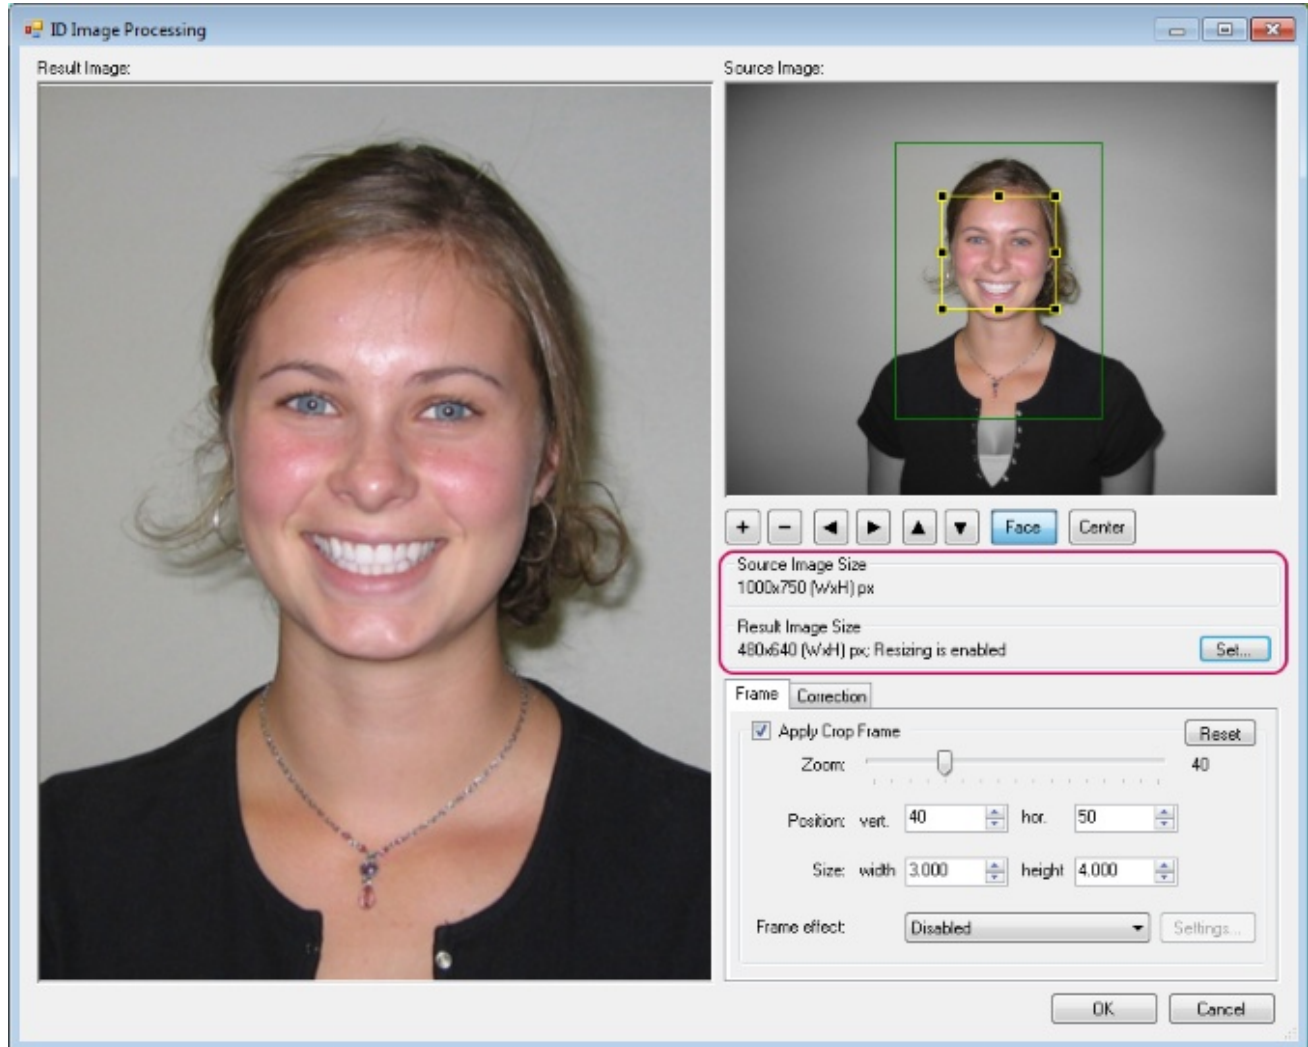 ID Image Processing
Result Image:
Source Image:
+ - Face Center
Source Image Size
1000x750 (WxH) px
Result Image Size
480x640 (WxH) px; Resizing is enabled Set...
Frame Correction
Apply Crop Frame Reset
Zoom: 40
Position: vert. 40 hor. 50
Size: width 3.000 height 4.000
Frame effect: Disabled Settings...
OK Cancel